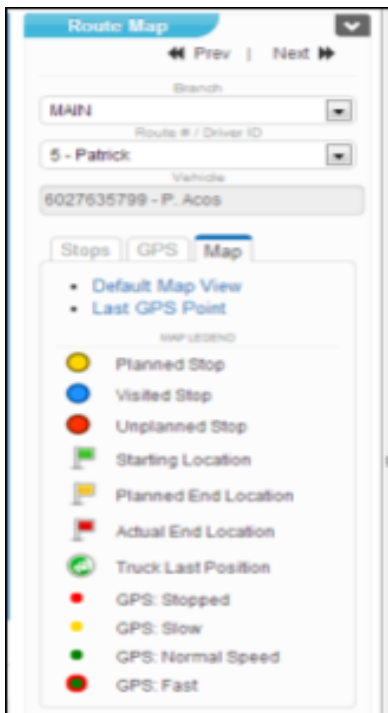 Route Map
Prev | Next
Branch
MAIN
Route # / Driver ID
5 - Patrick
Vehicle
6027635799 - P. Acos
Stops GPS Map
• Default Map View
• Last GPS Point
MAP LEGEND
Planned Stop
Visited Stop
Unplanned Stop
Starting Location
Planned End Location
Actual End Location
Truck Last Position
GPS: Stopped
GPS: Slow
GPS: Normal Speed
GPS: Fast